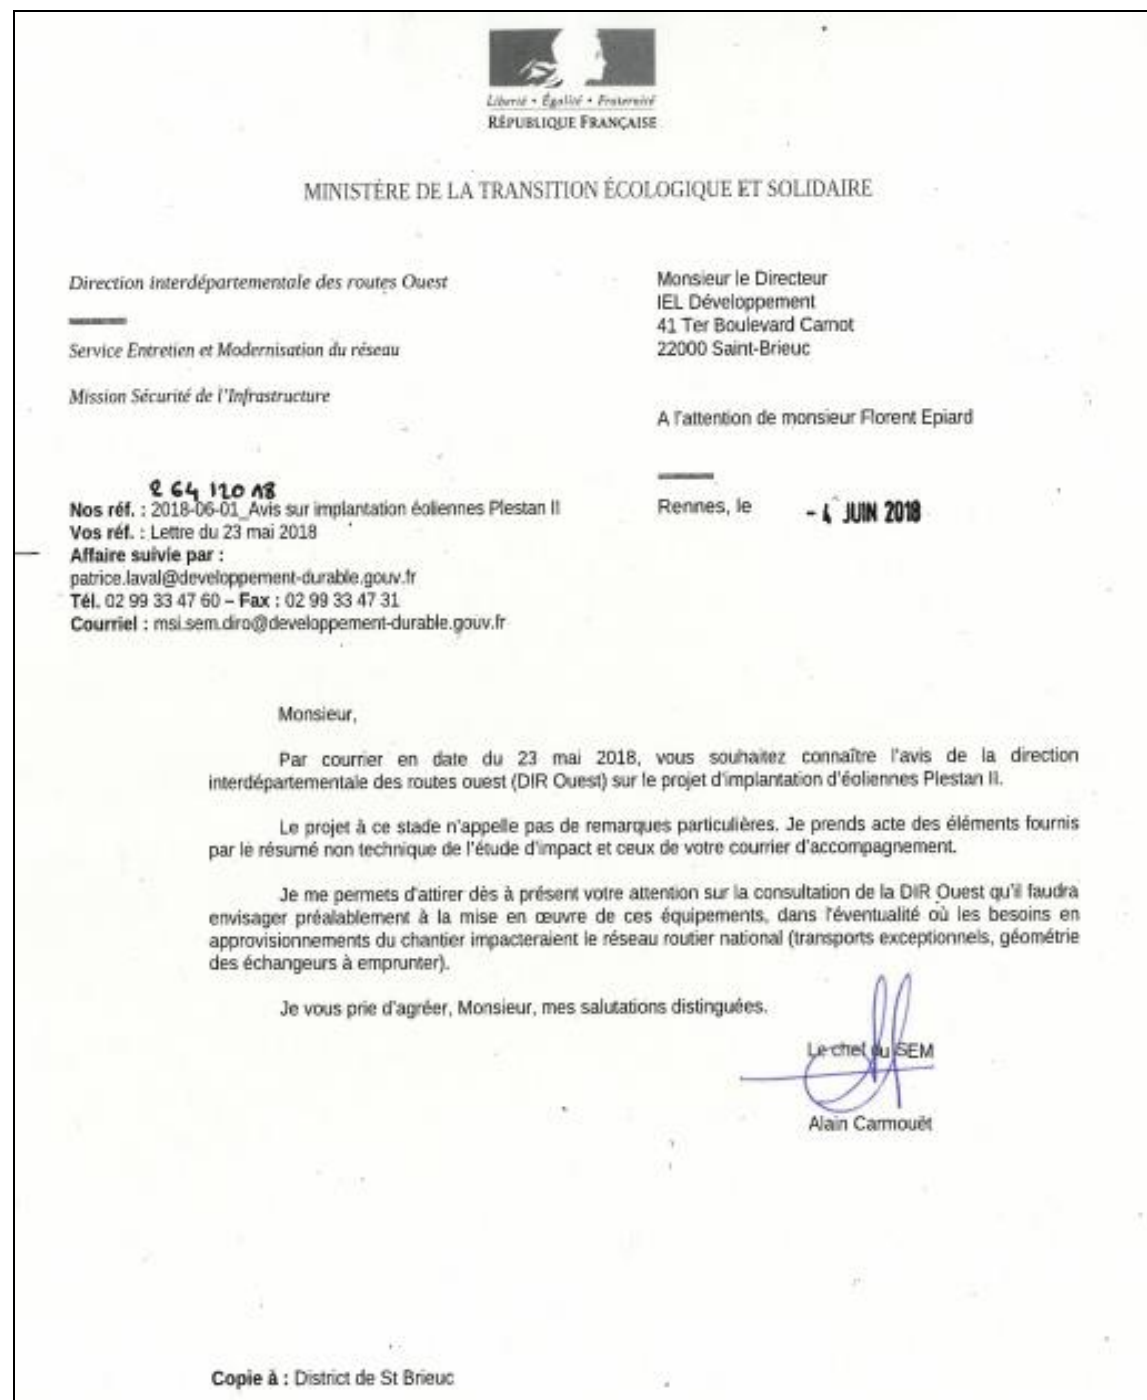 Liberté • Égalité • Fraternité
RÉPUBLIQUE FRANÇAISE
MINISTÈRE DE LA TRANSITION ÉCOLOGIQUE ET SOLIDAIRE
Direction interdépartementale des routes Ouest
Service Entretien et Modernisation du réseau
Mission Sécurité de l'Infrastructure
Monsieur le Directeur
IEL Développement
41 Ter Boulevard Carnot
22000 Saint-Brieuc
A l'attention de monsieur Florent Epiard
264 12018
Nos réf. : 2018-06-01_Avis sur implantation éoliennes Plestan II
Vos réf. : Lettre du 23 mai 2018
Affaire suivie par :
patrice.laval@developpement-durable.gouv.fr
Tél. 02 99 33 47 60 – Fax : 02 99 33 47 31
Courriel : msi.sem.diro@developpement-durable.gouv.fr
Rennes, le - 4 JUIN 2018
Monsieur,
Par courrier en date du 23 mai 2018, vous souhaitez connaître l'avis de la direction
interdépartementale des routes ouest (DIR Ouest) sur le projet d'implantation d'éoliennes Plestan II.
Le projet à ce stade n'appelle pas de remarques particulières. Je prends acte des éléments fournis
par le résumé non technique de l'étude d'impact et ceux de votre courrier d'accompagnement.
Je me permets d'attirer dès à présent votre attention sur la consultation de la DIR Ouest qu'il faudra
envisager préalablement à la mise en œuvre de ces équipements, dans l'éventualité où les besoins en
approvisionnements du chantier impacteraient le réseau routier national (transports exceptionnels, géométrie
des échangeurs à emprunter).
Je vous prie d'agréer, Monsieur, mes salutations distinguées.
Le chef du SEM
Alain Carmouët
Copie à : District de St Brieuc